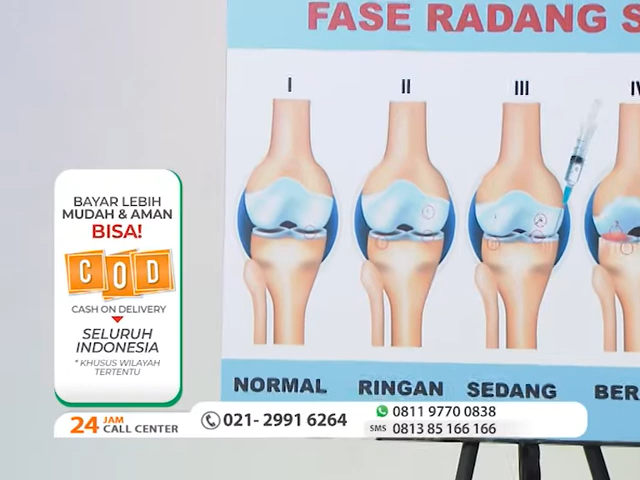 FASE RADANG S
I
II
III
IV
BAYAR LEBIH
MUDAH & AMAN
BISA!
COD
CASH ON DELIVERY
SELURUH
INDONESIA
* KHUSUS WILAYAH
TERTENTU
NORMAL
RINGAN
SEDANG
BER
24 JAM
CALL CENTER
021- 2991 6264
0811 9770 0838
SMS 0813 85 166 166